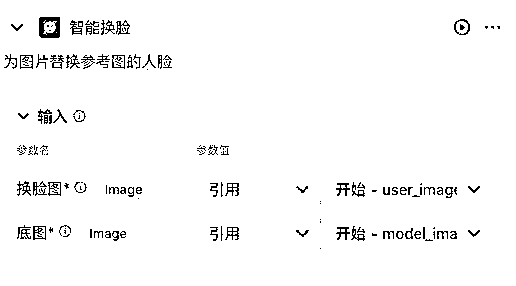 智能换脸
为图片替换参考图的人脸
输入
参数名 参数值
换脸图* Image 引用 开始 - user_image
底图* Image 引用 开始 - model_ima